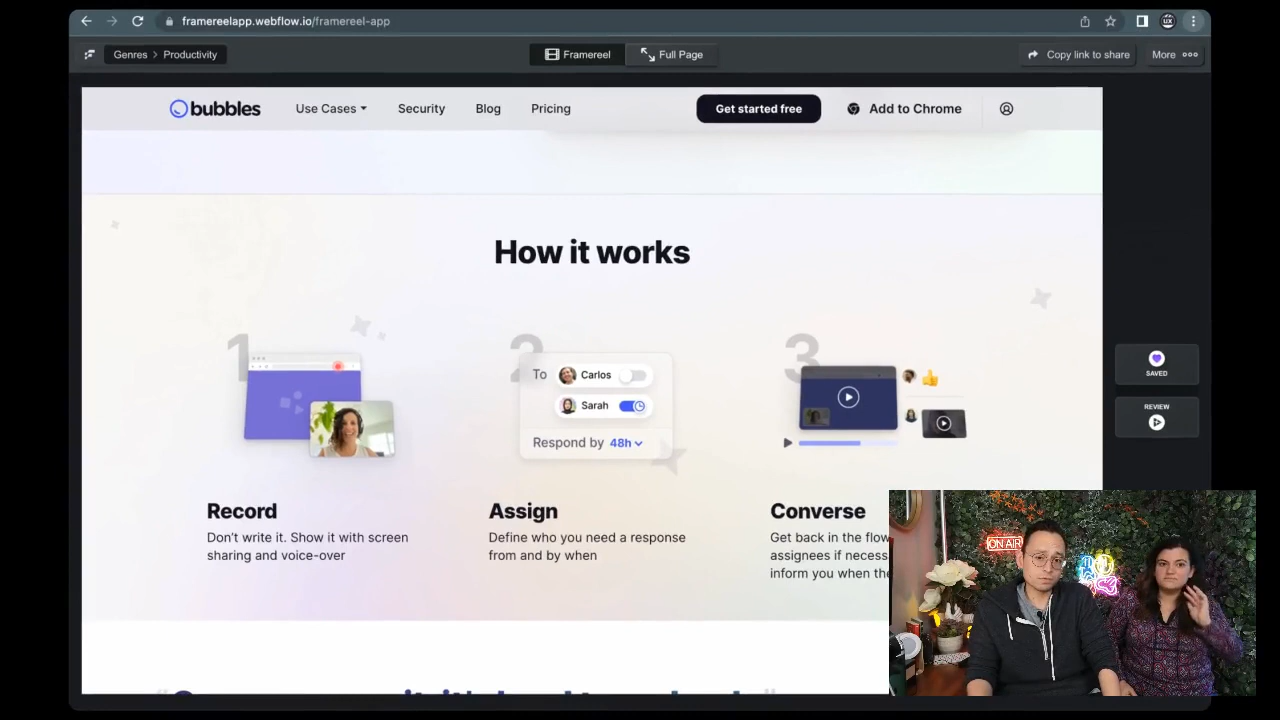 framereelapp.webflow.io/framereel-app
Genres > Productivity
Framereel
Full Page
Copy link to share
More
bubbles
Use Cases
Security
Blog
Pricing
Get started free
Add to Chrome
How it works
1
2
3
To
Carlos
Sarah
Respond by 48h
SAVED
REVIEW
Record
Don't write it. Show it with screen
sharing and voice-over
Assign
Define who you need a response
from and by when
Converse
Get back in the flow
assignees if necess
inform you when the
ON AIR
UX